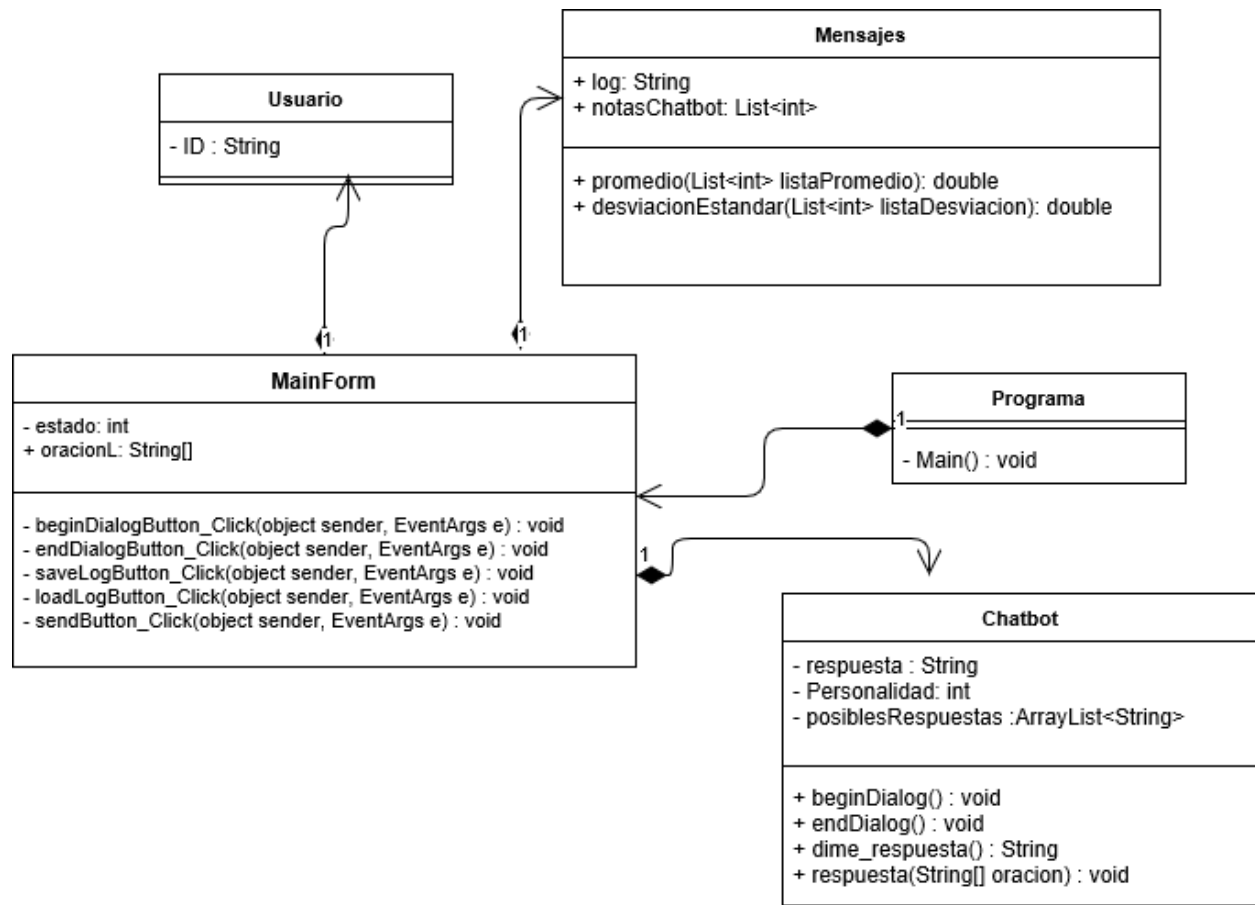 Usuario
- ID : String
Mensajes
+ log: String
+ notasChatbot: List<int>
+ promedio(List<int> listaPromedio): double
+ desviacionEstandar(List<int> listaDesviacion): double
1
1
MainForm
- estado: int
+ oracionL: String[]
- beginDialogButton_Click(object sender, EventArgs e) : void
- endDialogButton_Click(object sender, EventArgs e) : void
- saveLogButton_Click(object sender, EventArgs e) : void
- loadLogButton_Click(object sender, EventArgs e) : void
- sendButton_Click(object sender, EventArgs e) : void
Programa
1
- Main() : void
1
Chatbot
- respuesta : String
- Personalidad: int
- posiblesRespuestas :ArrayList<String>
+ beginDialog() : void
+ endDialog() : void
+ dime_respuesta() : String
+ respuesta(String[] oracion) : void